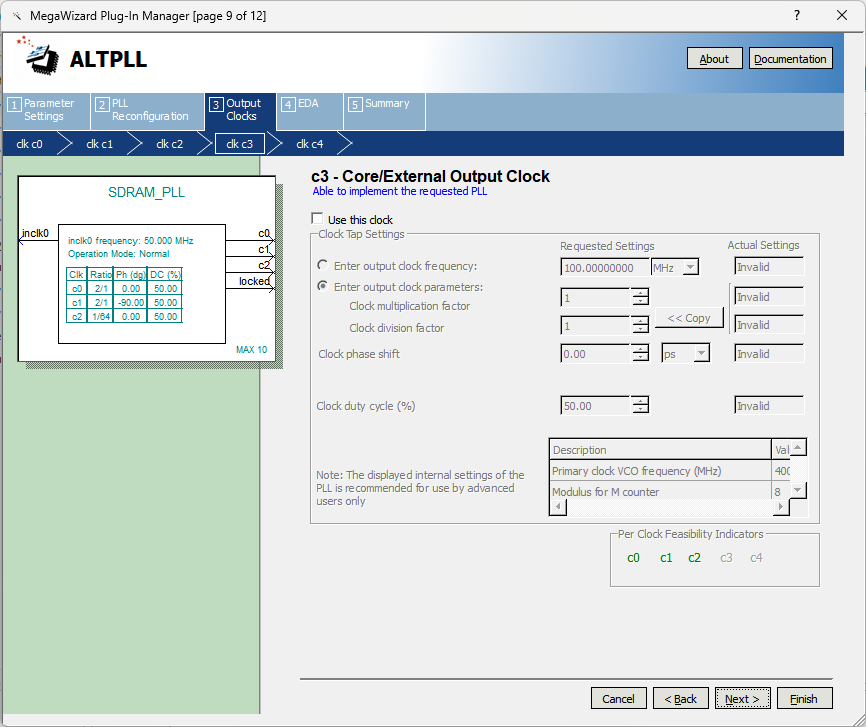 MegaWizard Plug-In Manager [page 9 of 12]
?
ALTPLL
About
Documentation
1 Parameter Settings
2 PLL Reconfiguration
3 Output Clocks
4 EDA
5 Summary
clk c0
clk c1
clk c2
clk c3
clk c4
SDRAM_PLL
inclk0
inclk0 frequency: 50.000 MHz
Operation Mode: Normal
Clk Ratio Ph (dg) DC (%)
c0 2/1 0.00 50.00
c1 2/1 -90.00 50.00
c2 1/64 0.00 50.00
c0
c1
c2
locked
MAX 10
c3 - Core/External Output Clock
Able to implement the requested PLL
Use this clock
Clock Tap Settings
Requested Settings
Actual Settings
Enter output clock frequency:
100.00000000
MHz
Invalid
Enter output clock parameters:
Clock multiplication factor
1
Invalid
Clock division factor
1
<< Copy
Invalid
Clock phase shift
0.00
ps
Invalid
Clock duty cycle (%)
50.00
Invalid
Note: The displayed internal settings of the
PLL is recommended for use by advanced
users only
Description Val
Primary clock VCO frequency (MHz) 400
Modulus for M counter 8
Per Clock Feasibility Indicators
c0 c1 c2 c3 c4
Cancel
< Back
Next >
Finish